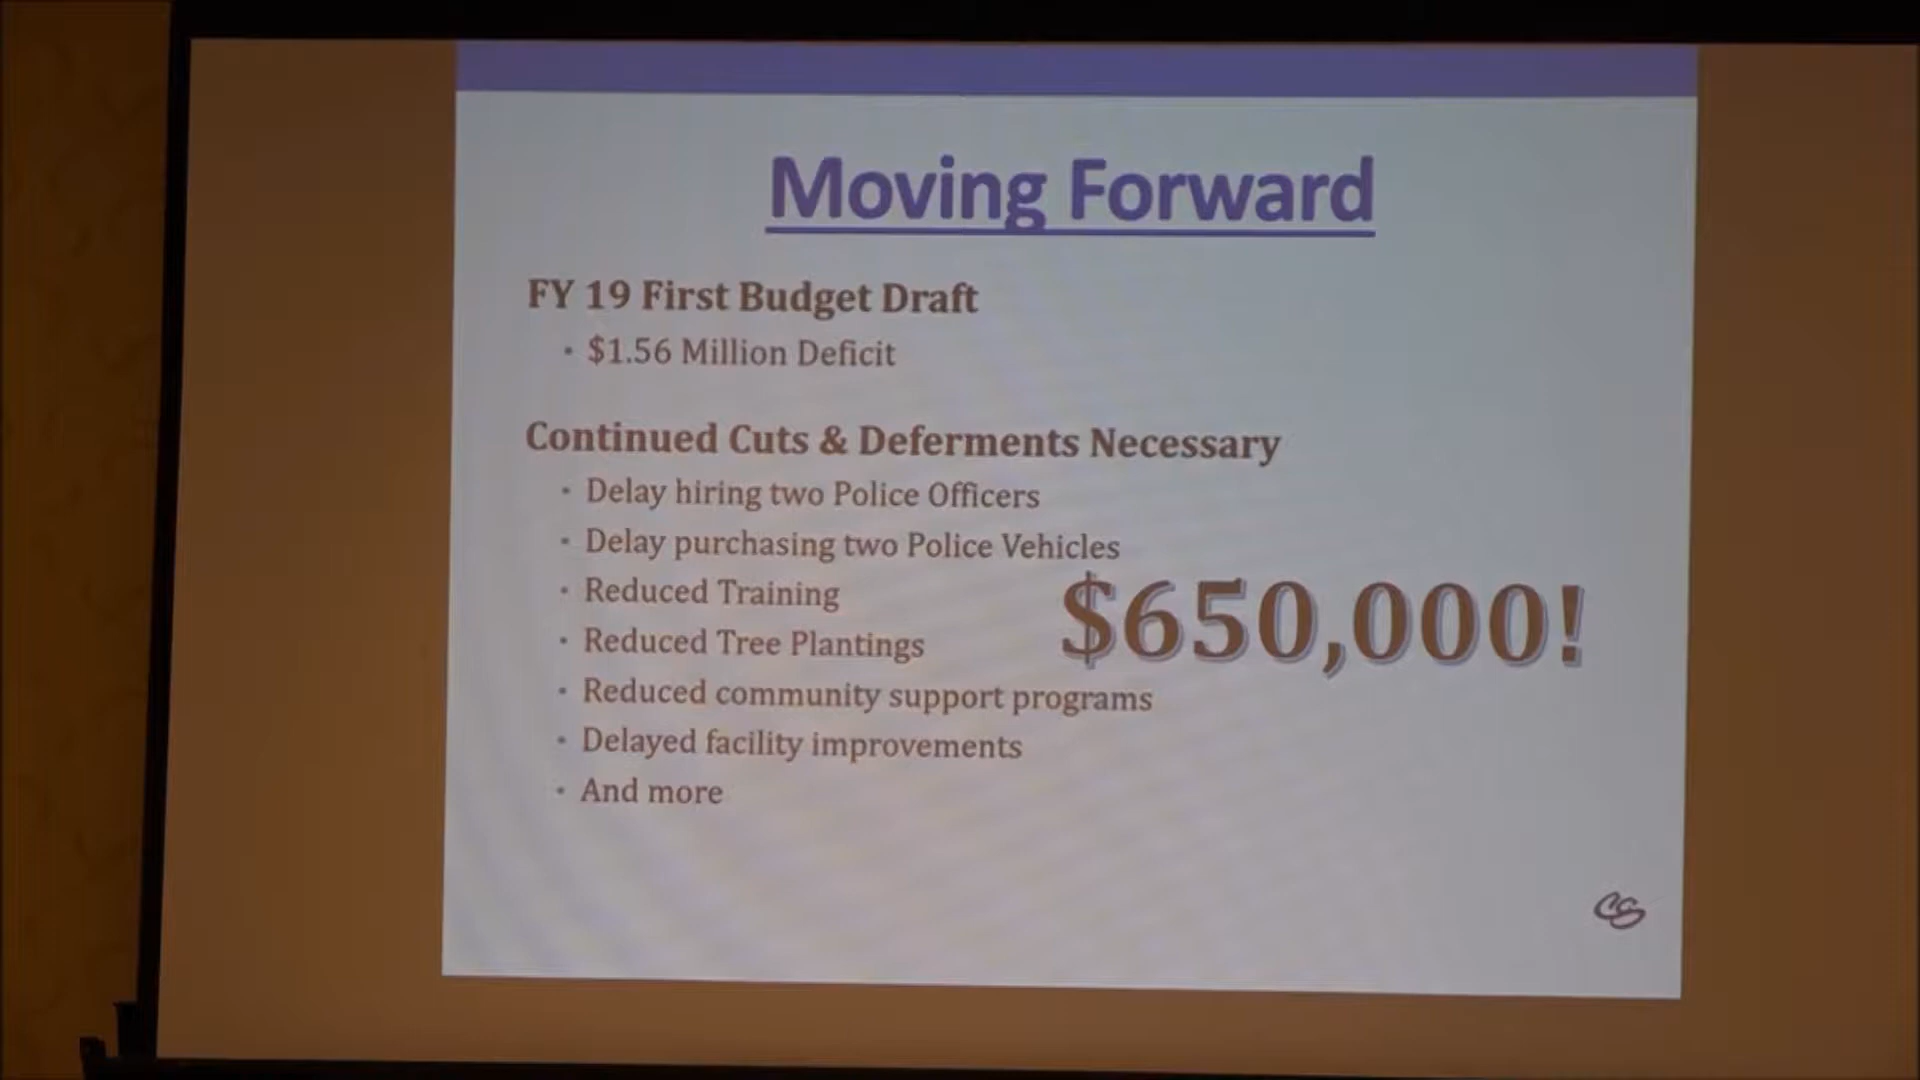 Moving Forward
FY 19 First Budget Draft
• $1.56 Million Deficit
Continued Cuts & Deferments Necessary
• Delay hiring two Police Officers
• Delay purchasing two Police Vehicles
• Reduced Training
• Reduced Tree Plantings
$650,000!
• Reduced community support programs
• Delayed facility improvements
• And more
CS